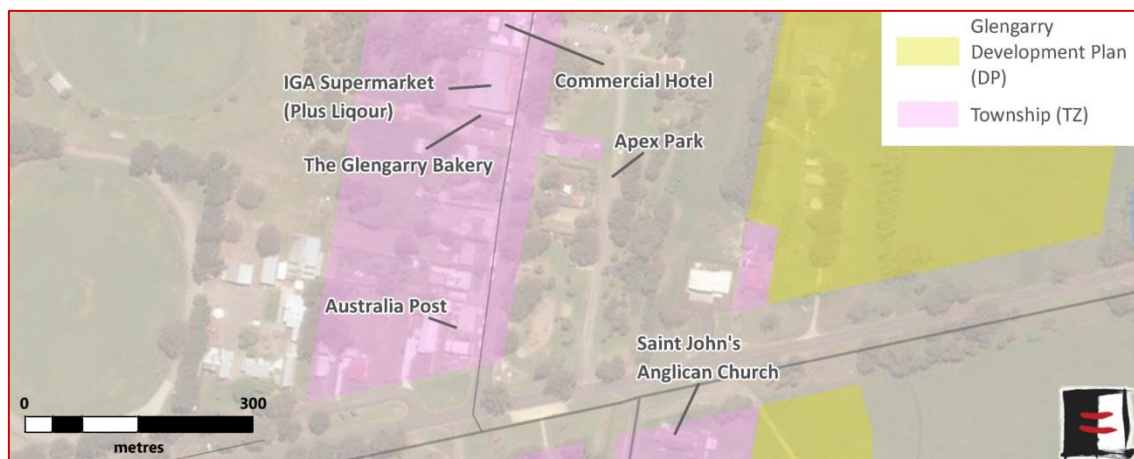 Glengarry
Development Plan
(DP)
Township (TZ)
Commercial Hotel
IGA Supermarket
(Plus Liqour)
The Glengarry Bakery
Apex Park
Australia Post
Saint John's
Anglican Church
0
300
metres